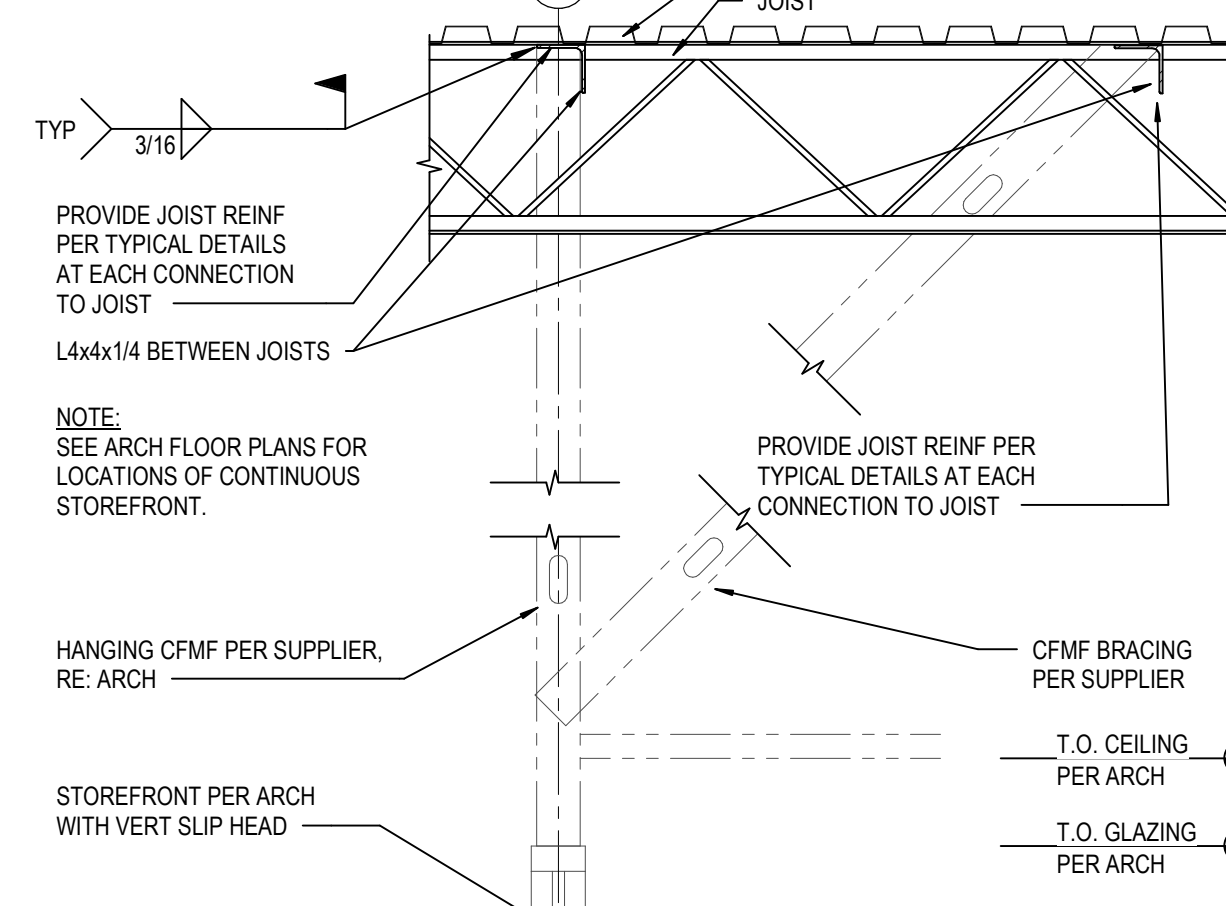 JOIST
TYP
3/16
PROVIDE JOIST REINF
PER TYPICAL DETAILS
AT EACH CONNECTION
TO JOIST
L4x4x1/4 BETWEEN JOISTS
NOTE:
SEE ARCH FLOOR PLANS FOR
LOCATIONS OF CONTINUOUS
STOREFRONT.
PROVIDE JOIST REINF PER
TYPICAL DETAILS AT EACH
CONNECTION TO JOIST
HANGING CFMF PER SUPPLIER,
RE: ARCH
CFMF BRACING
PER SUPPLIER
T.O. CEILING
PER ARCH
STOREFRONT PER ARCH
WITH VERT SLIP HEAD
T.O. GLAZING
PER ARCH